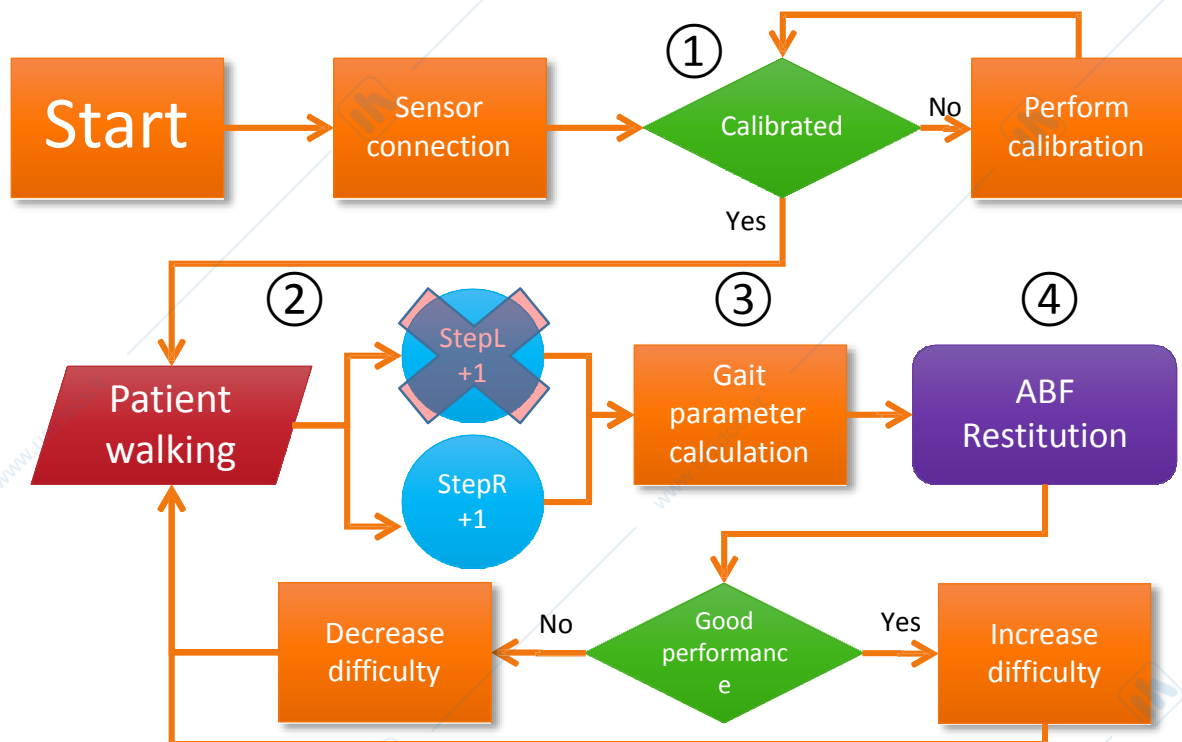 ①
Start
Sensor
connection
Calibrated
No
Perform
calibration
Yes
②
③
④
StepL
+1
Patient
walking
Gait
parameter
calculation
ABF
Restitution
StepR
+1
Decrease
difficulty
No
Good
performanc
e
Yes
Increase
difficulty